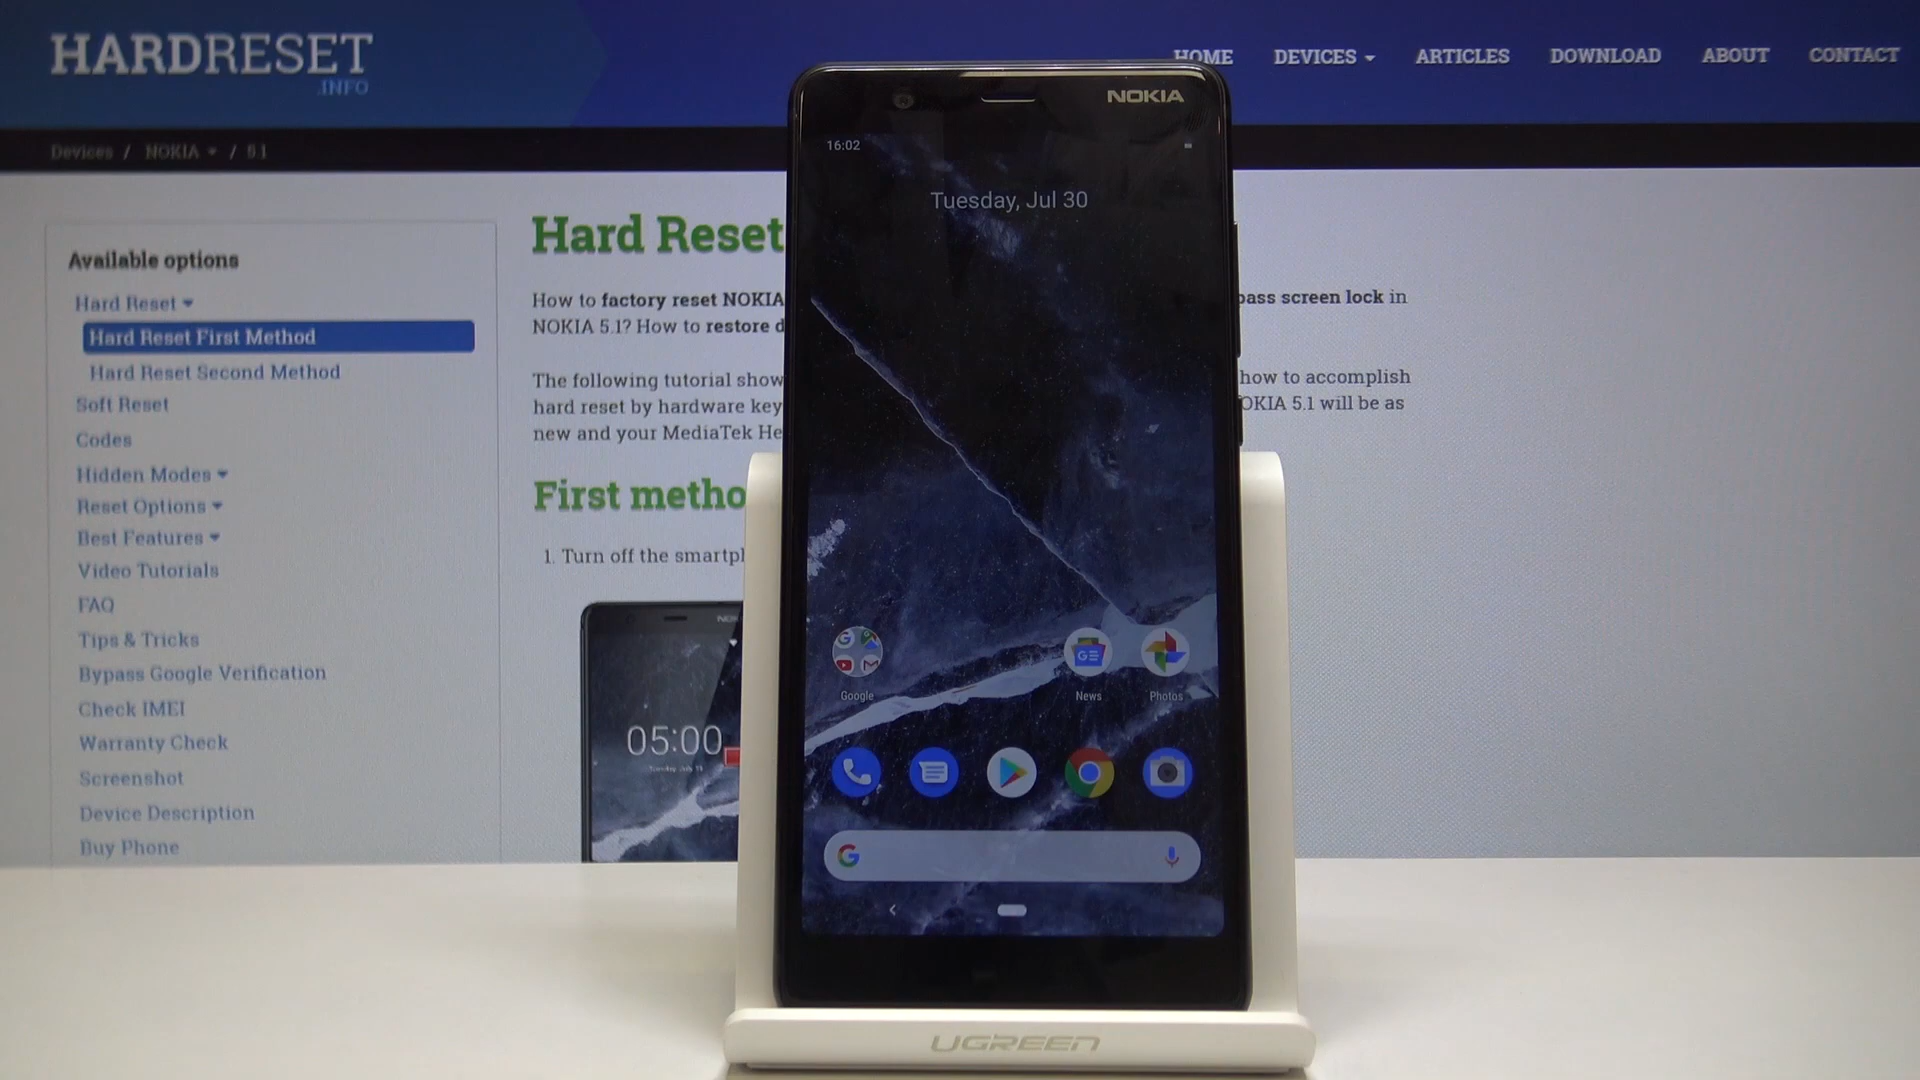 HARDRESET
.INFO
HOME DEVICES ARTICLES DOWNLOAD ABOUT CONTACT
Devices / NOKIA / 5.1
Available options
Hard Reset
Hard Reset First Method
Hard Reset Second Method
Soft Reset
Codes
Hidden Modes
Reset Options
Best Features
Video Tutorials
FAQ
Tips & Tricks
Bypass Google Verification
Check IMEI
Warranty Check
Screenshot
Device Description
Buy Phone
Hard Reset
How to factory reset NOKIA pass screen lock in
NOKIA 5.1? How to restore d
The following tutorial show how to accomplish
hard reset by hardware key OKIA 5.1 will be as
new and your MediaTek He
First metho
1. Turn off the smartpl
05:00
Tuesday, July
NOKIA
16:02
Tuesday, Jul 30
Google News Photos
UGREEN